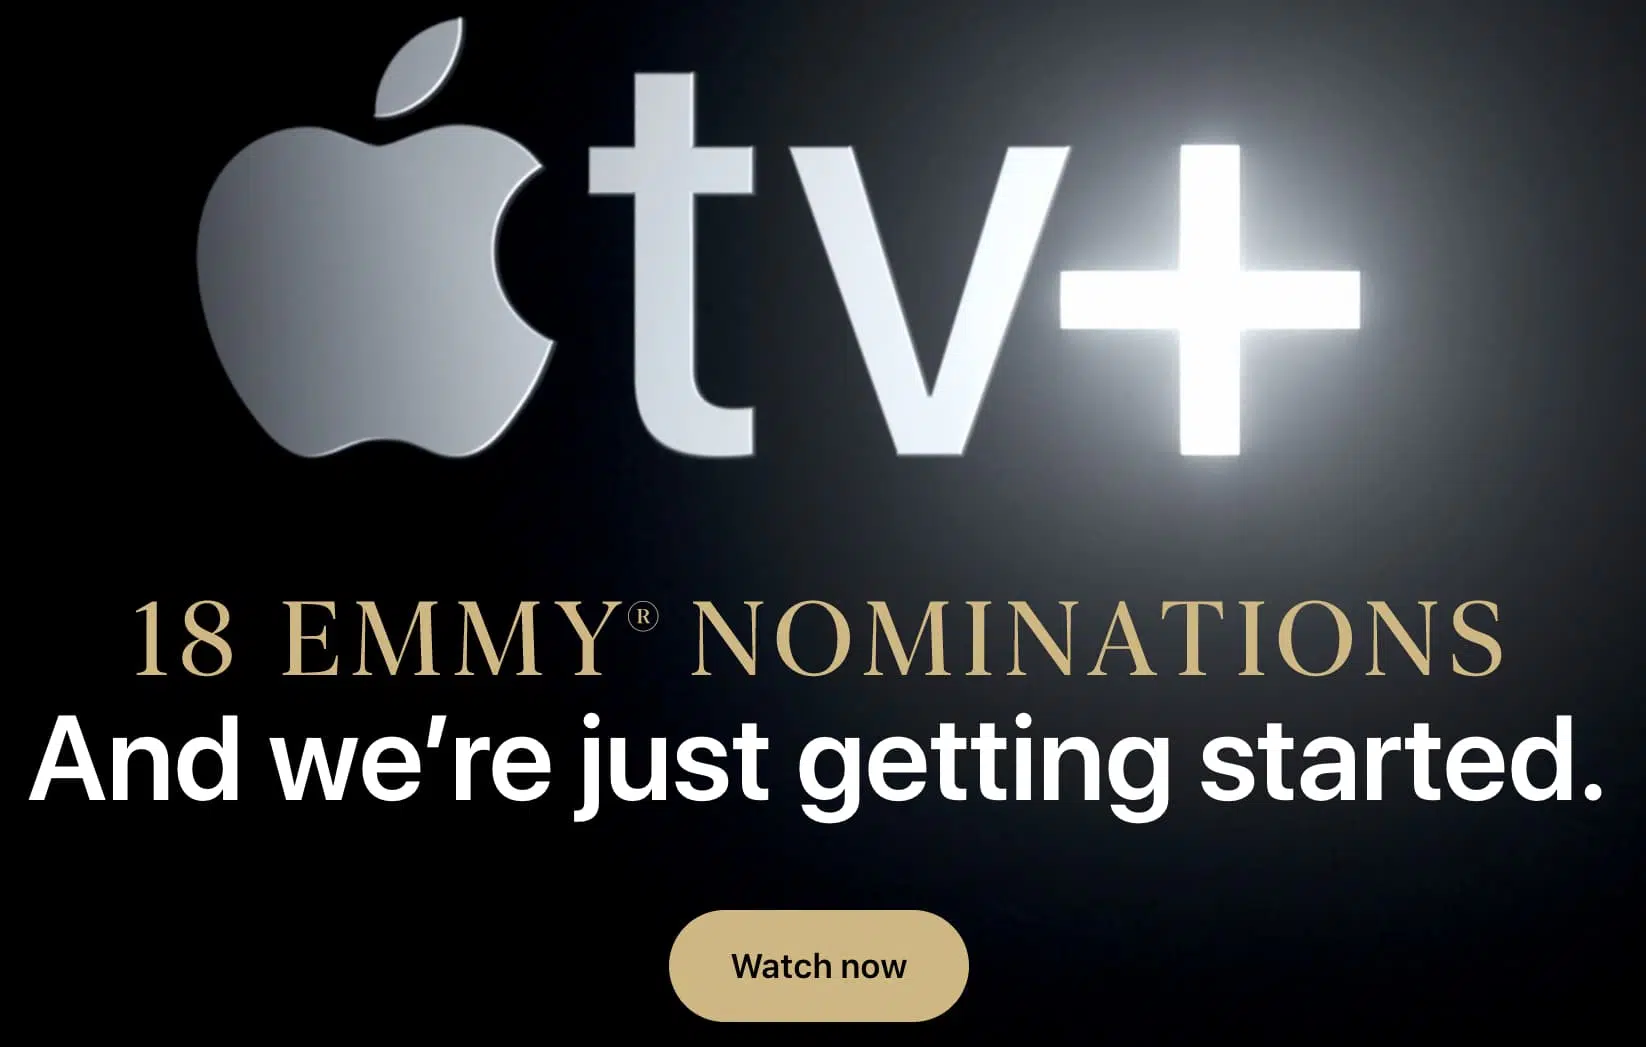 tv+
18 EMMY® NOMINATIONS
And we’re just getting started.
Watch now